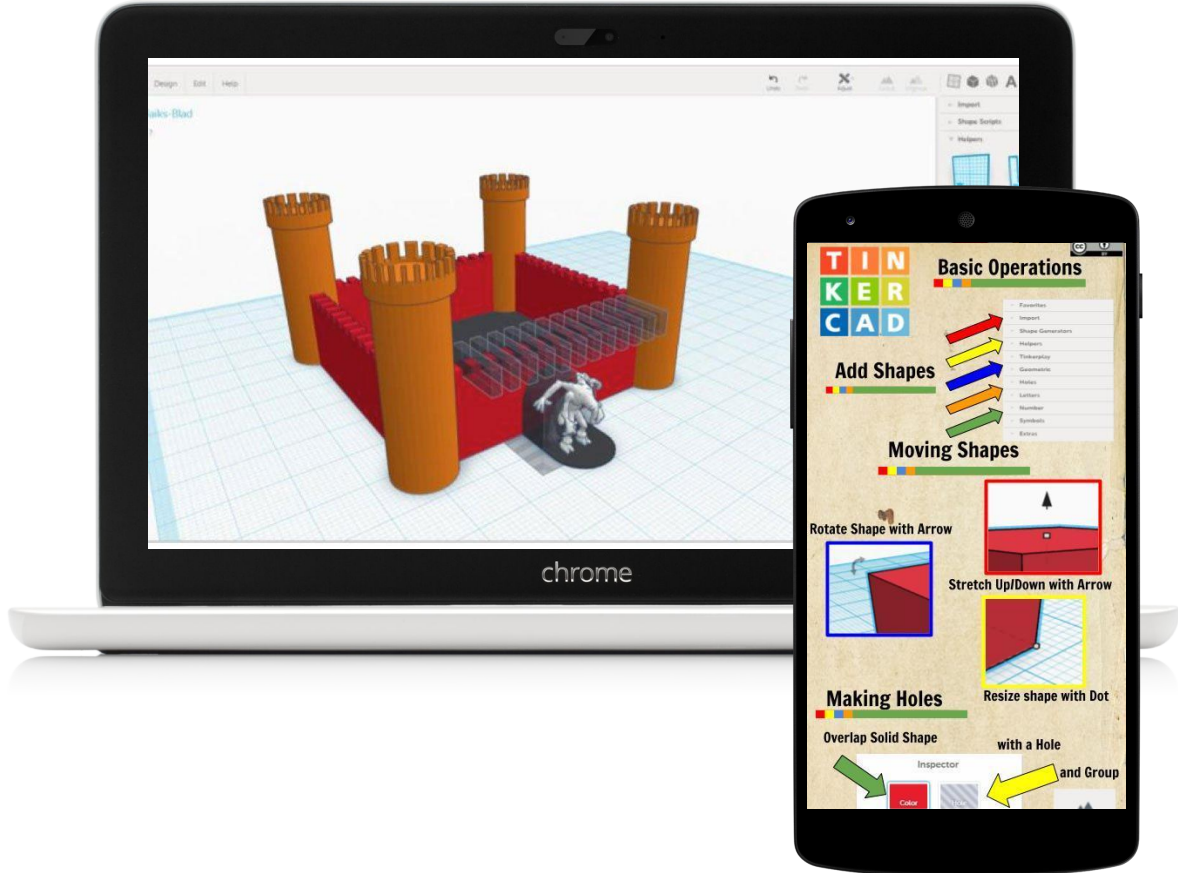 Design Edit Help
Undo
Adjust
Import
Shape Scripts
Helpers
chrome
TIN
KER
CAD
cc
BY
Basic Operations
Favorites
Import
Shape Generators
Helpers
Tinkerplay
Geometric
Holes
Letters
Number
Symbols
Extras
Add Shapes
Moving Shapes
Rotate Shape with Arrow
Stretch Up/Down with Arrow
Resize shape with Dot
Making Holes
Overlap Solid Shape
with a Hole
and Group
Inspector
Color